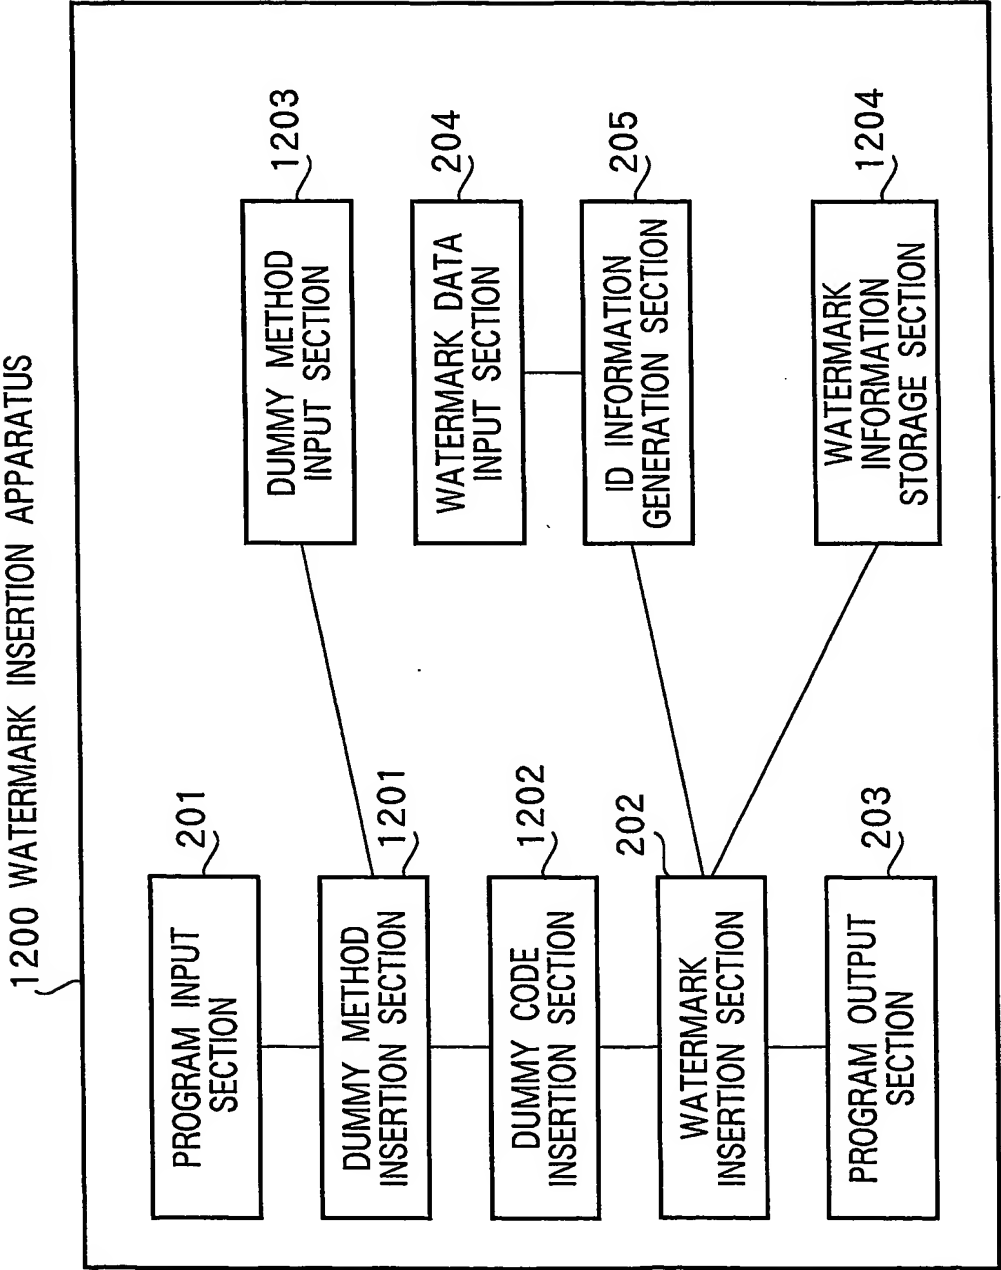 1200 WATERMARK INSERTION APPARATUS
201
PROGRAM INPUT
SECTION
1201
DUMMY METHOD
INSERTION SECTION
1202
DUMMY CODE
INSERTION SECTION
202
WATERMARK
INSERTION SECTION
203
PROGRAM OUTPUT
SECTION
1203
DUMMY METHOD
INPUT SECTION
204
WATERMARK DATA
INPUT SECTION
205
ID INFORMATION
GENERATION SECTION
1204
WATERMARK
INFORMATION
STORAGE SECTION